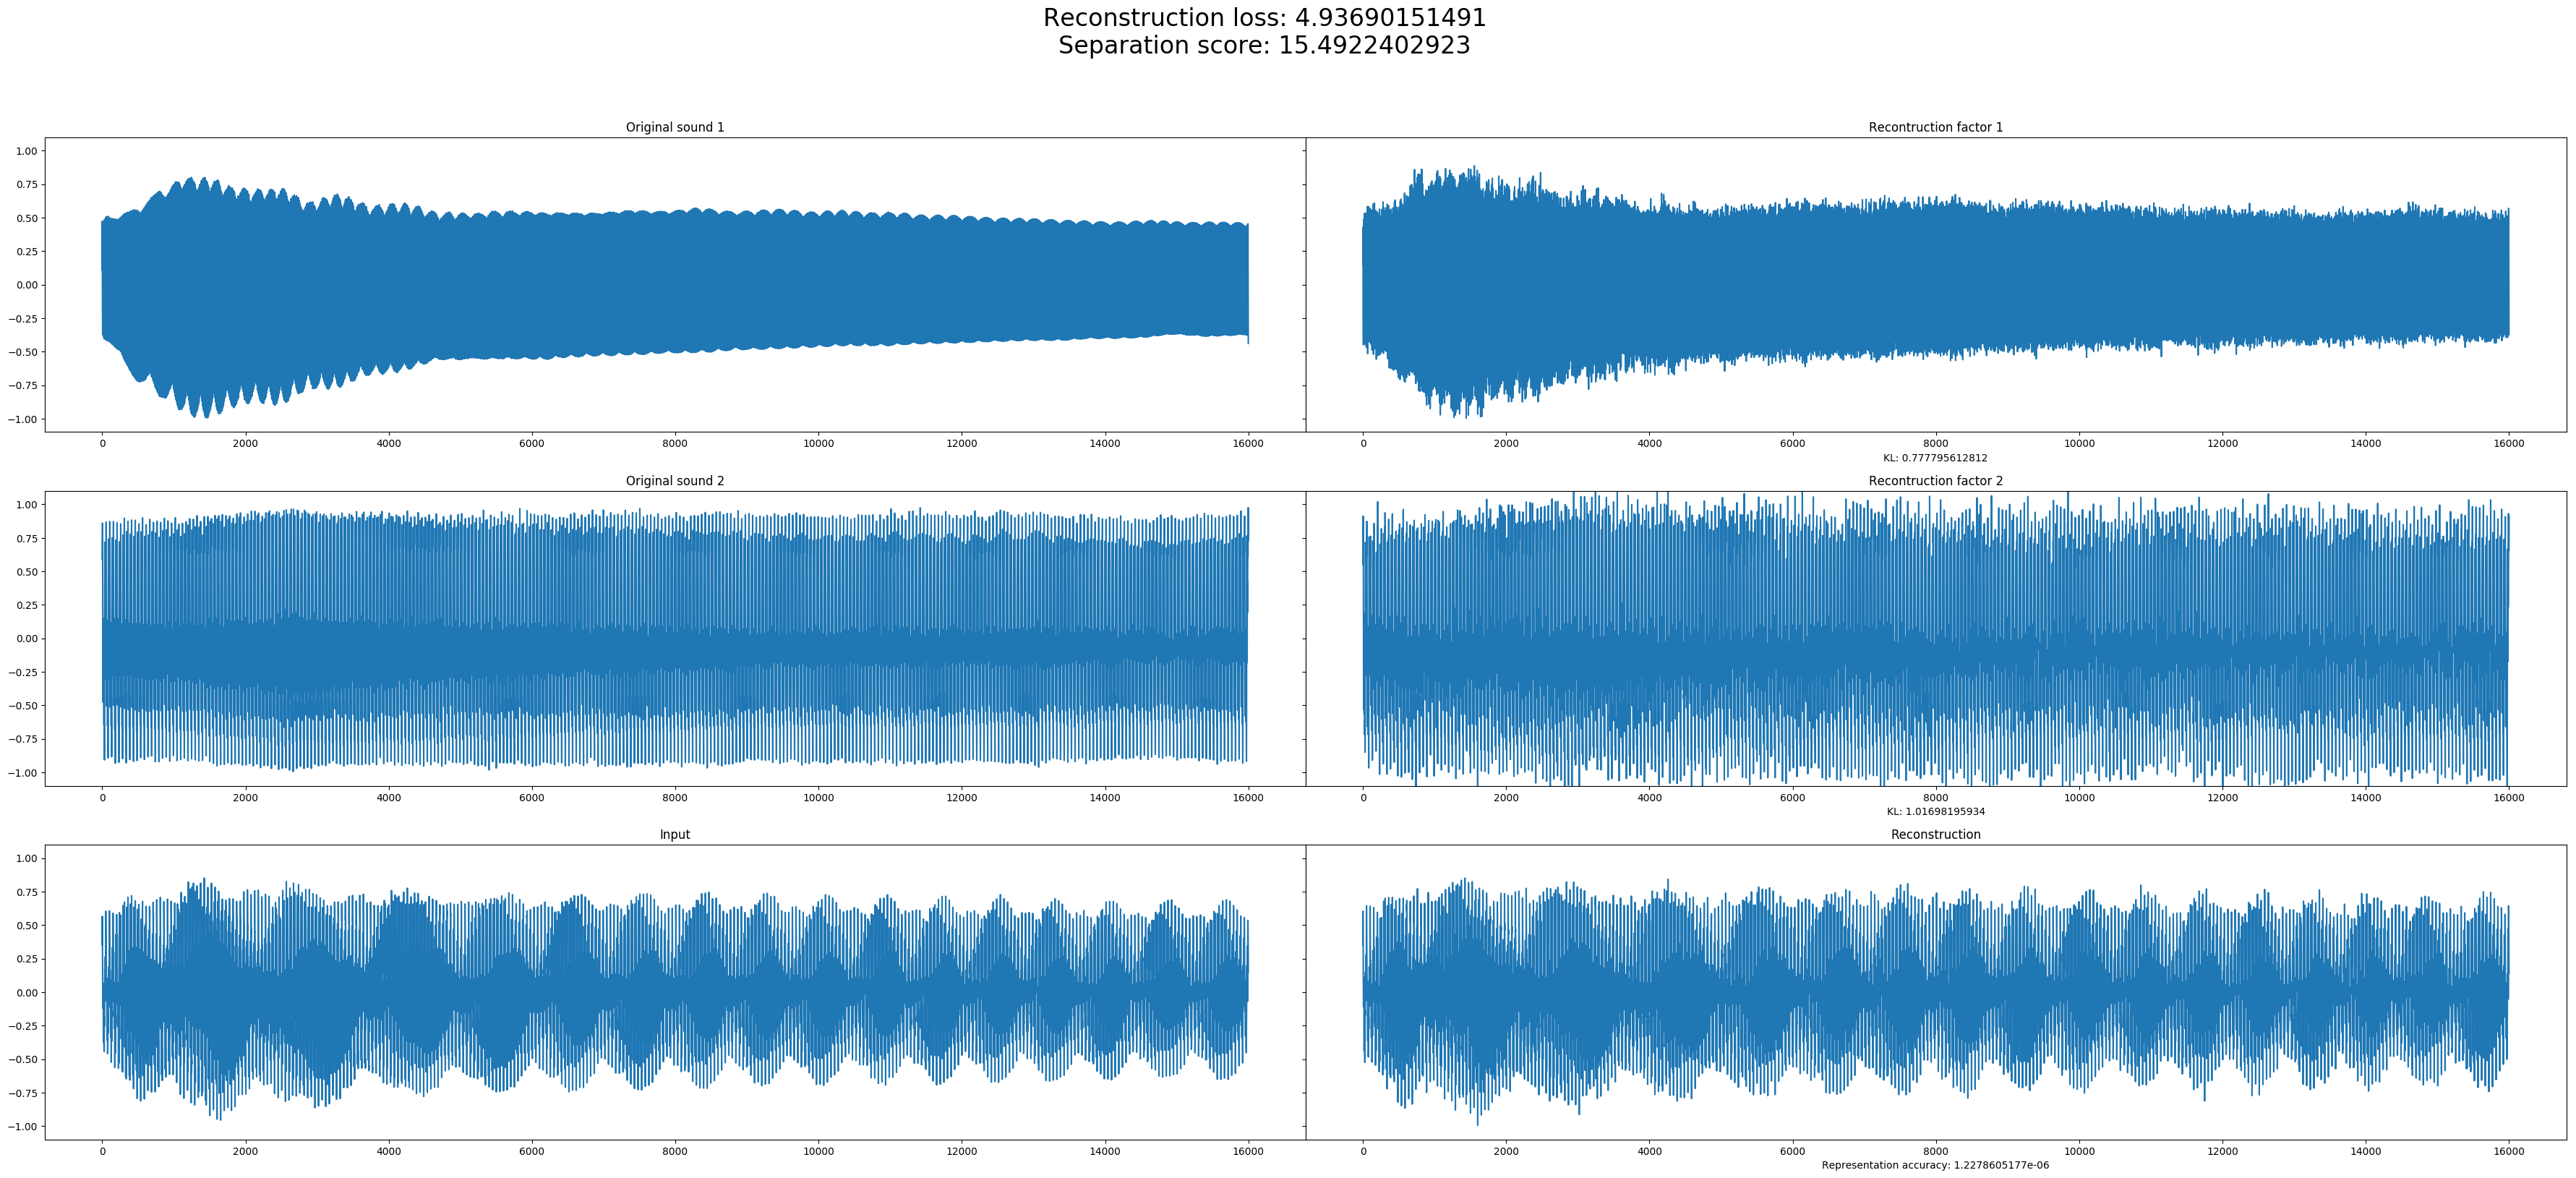 Reconstruction loss: 4.93690151491
Separation score: 15.4922402923
Original sound 1
Recontruction factor 1
1.00
0.75
0.50
0.25
0.00
−0.25
−0.50
−0.75
−1.00
0 2000 4000 6000 8000 10000 12000 14000 16000
0 2000 4000 6000 8000 10000 12000 14000 16000
KL: 0.777795612812
Original sound 2
Recontruction factor 2
1.00
0.75
0.50
0.25
0.00
−0.25
−0.50
−0.75
−1.00
0 2000 4000 6000 8000 10000 12000 14000 16000
0 2000 4000 6000 8000 10000 12000 14000 16000
KL: 1.01698195934
Input
Reconstruction
1.00
0.75
0.50
0.25
0.00
−0.25
−0.50
−0.75
−1.00
0 2000 4000 6000 8000 10000 12000 14000 16000
0 2000 4000 6000 8000 10000 12000 14000 16000
Representation accuracy: 1.2278605177e-06